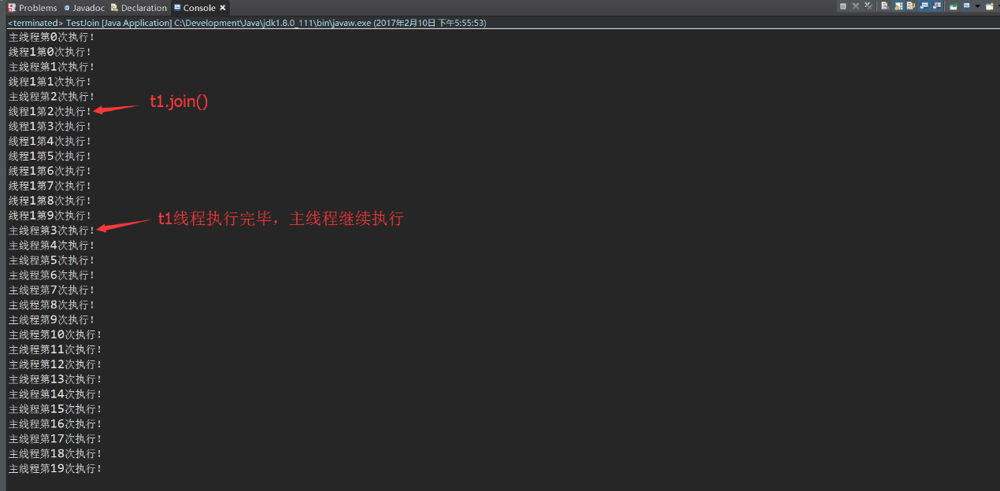 Problems Javadoc Declaration Console
<terminated> TestJoin [Java Application] C:\Development\Java\jdk1.8.0_111\bin\javaw.exe (2017年2月10日 下午5:55:53)
主线程第0次执行!
线程1第0次执行!
主线程第1次执行!
线程1第1次执行!
主线程第2次执行!
t1.join()
线程1第2次执行!
线程1第3次执行!
线程1第4次执行!
线程1第5次执行!
线程1第6次执行!
线程1第7次执行!
线程1第8次执行!
线程1第9次执行!
t1线程执行完毕，主线程继续执行
主线程第3次执行!
主线程第4次执行!
主线程第5次执行!
主线程第6次执行!
主线程第7次执行!
主线程第8次执行!
主线程第9次执行!
主线程第10次执行!
主线程第11次执行!
主线程第12次执行!
主线程第13次执行!
主线程第14次执行!
主线程第15次执行!
主线程第16次执行!
主线程第17次执行!
主线程第18次执行!
主线程第19次执行!